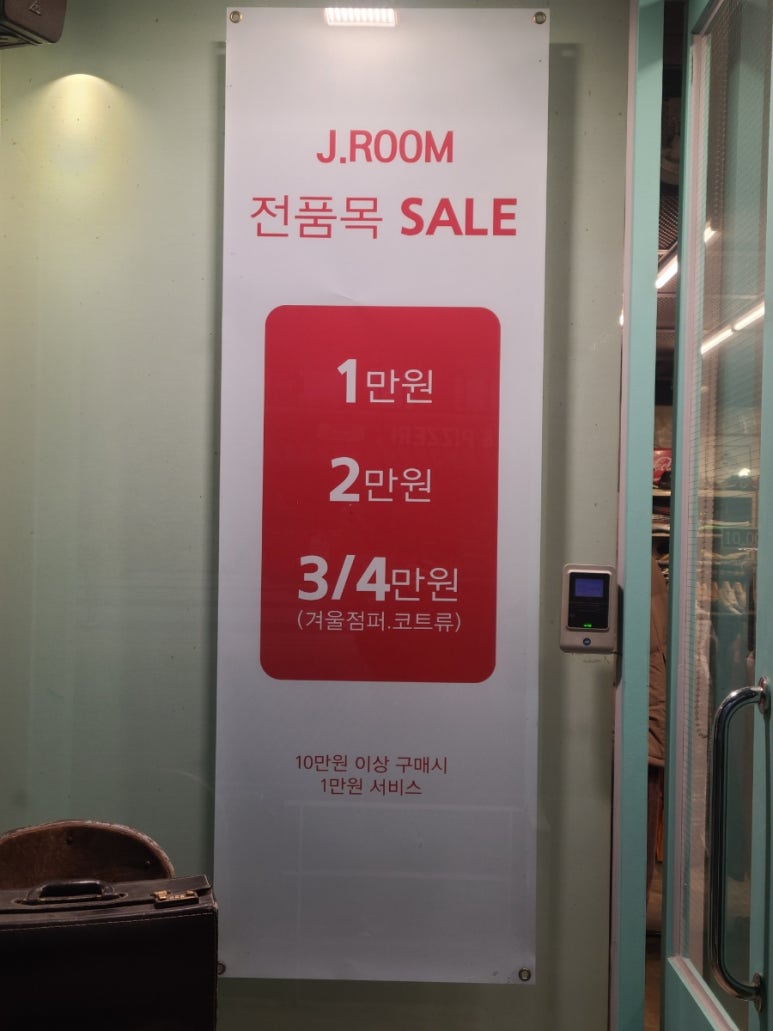 J.ROOM
전품목 SALE
1만원
2만원
3/4만원
(겨울점퍼.코트류)
10만원 이상 구매시
1만원 서비스